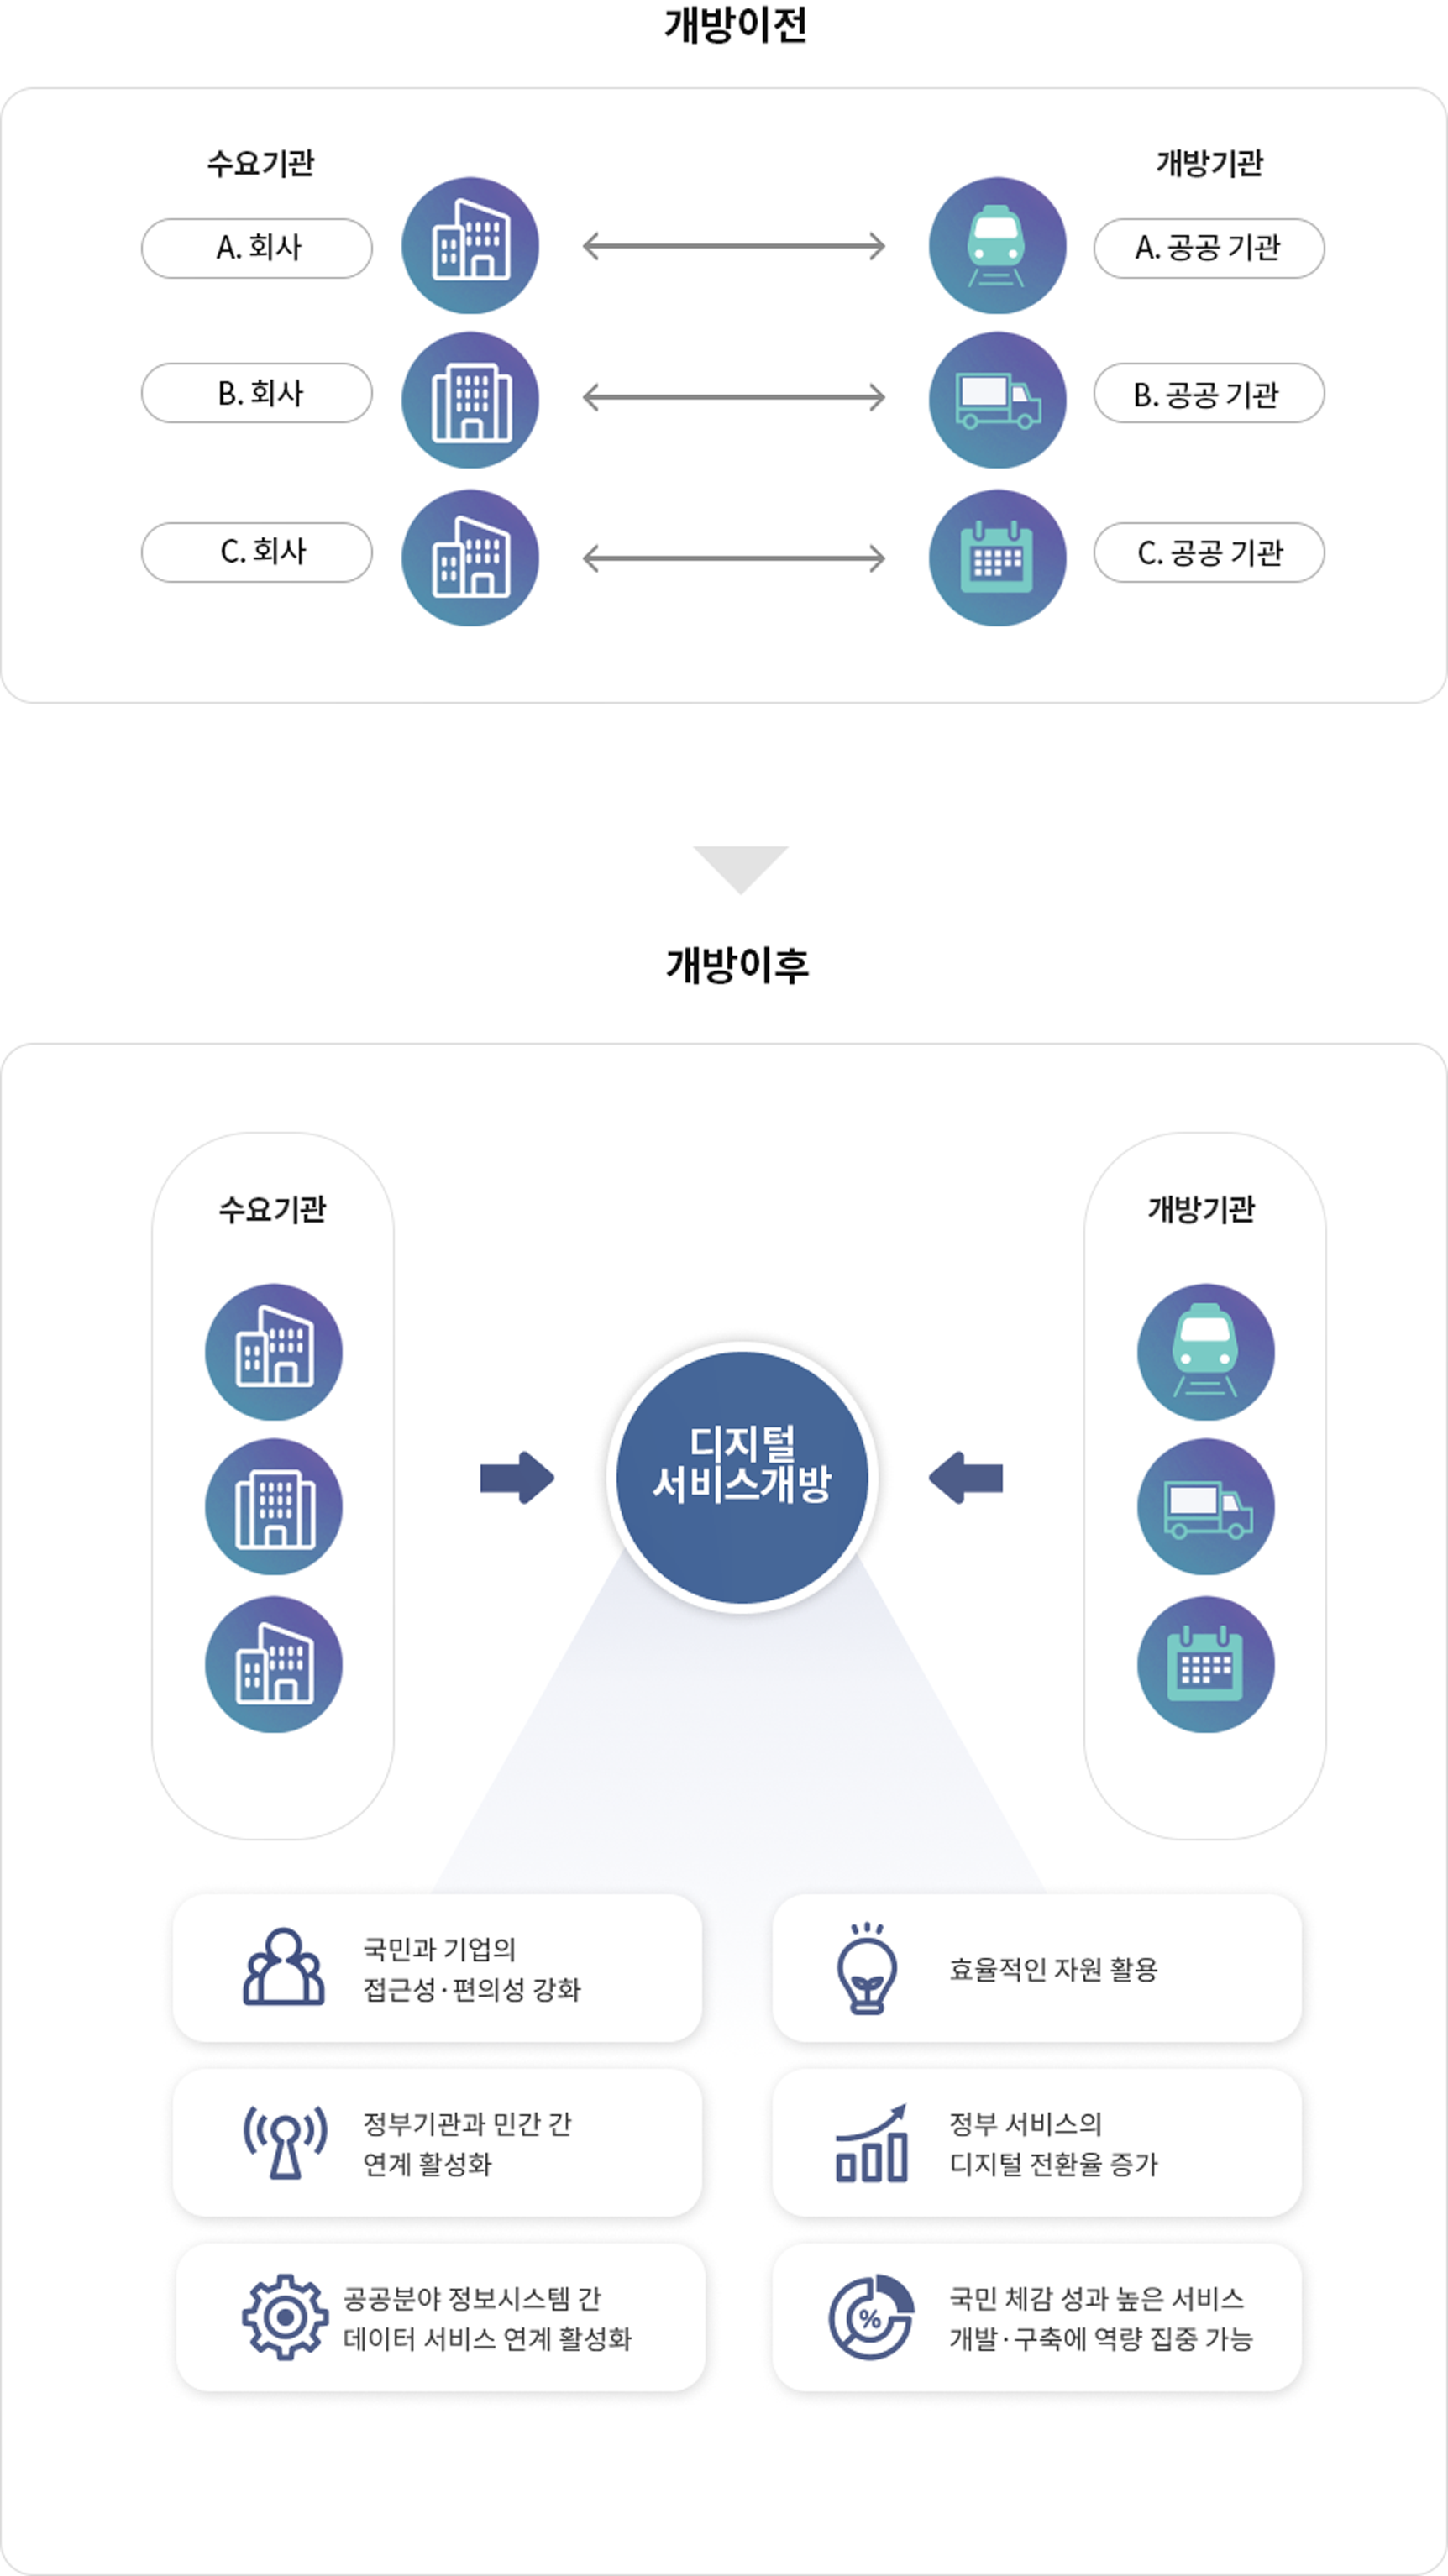 개방이전
수요기관
개방기관
A. 회사
A. 공공 기관
B. 회사
B. 공공 기관
C. 회사
C. 공공 기관
개방이후
수요기관
개방기관
디지털
서비스개방
국민과 기업의
접근성·편의성 강화
효율적인 자원 활용
정부기관과 민간 간
연계 활성화
정부 서비스의
디지털 전환율 증가
공공분야 정보시스템 간
데이터 서비스 연계 활성화
%
국민 체감 성과 높은 서비스
개발·구축에 역량 집중 가능